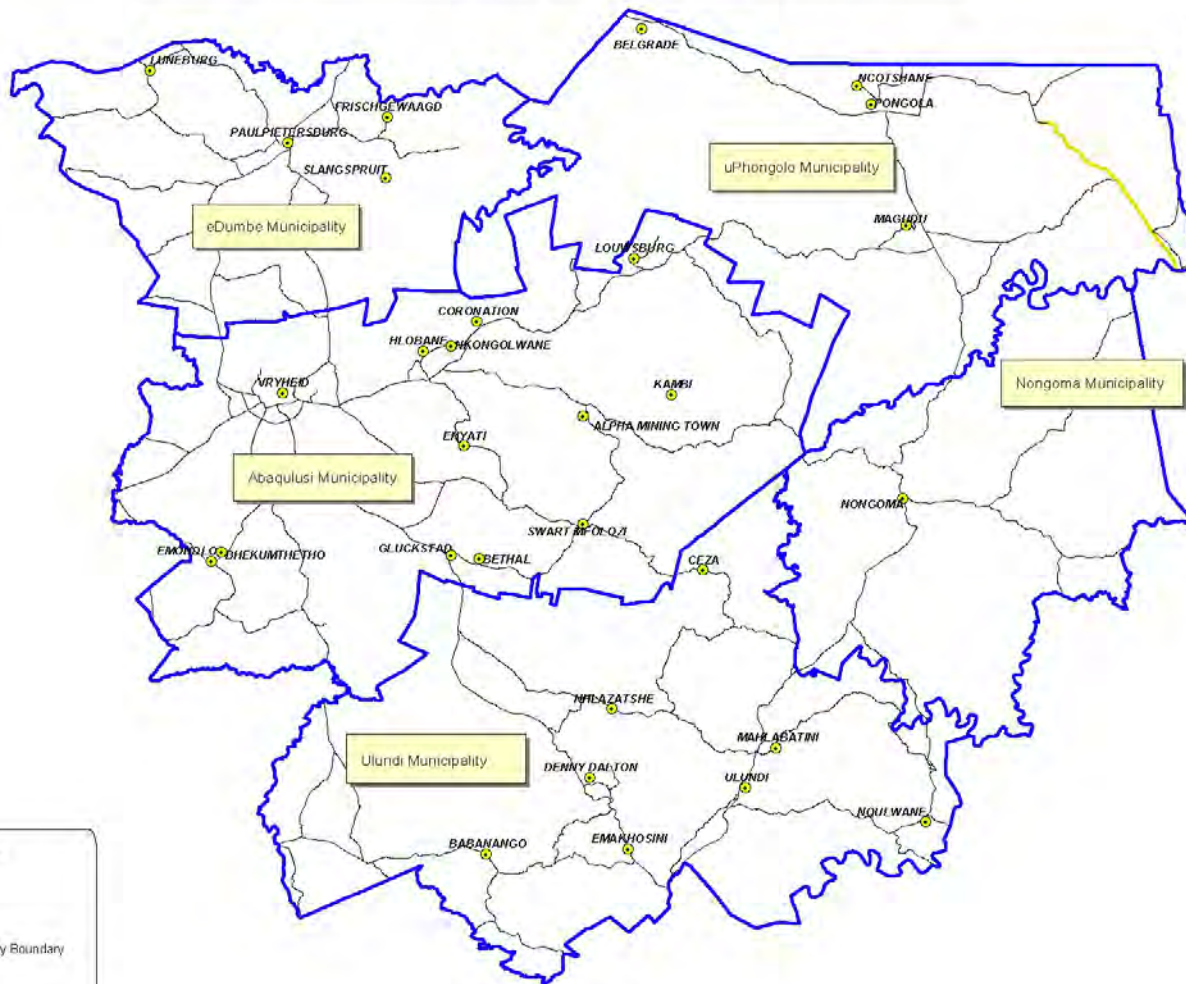 BELGRADE
LUNEBURG
NCOTSHANE
PONGOLA
FRISCHGEWAAGD
PAULPIETERSBURG
SLANGSPRUIT
uPhongolo Municipality
eDumbe Municipality
MAGUDU
LOUWSBURG
CORONATION
HLOBANE
NKONGOLWANE
VRYHEID
KAMBI
Nongoma Municipality
ALPHA MINING TOWN
ENYATI
Abaqulusi Municipality
NONGOMA
SWART MFOLOZI
EMONDLO
BHEKUMTHETHO
GLUCKSTAD
BETHAL
CEZA
NHLAZATSHE
MAHLABATINI
Ulundi Municipality
DENNY DALTON
ULUNDI
NQULWANE
BABANANGO
EMAKHOSINI
y Boundary